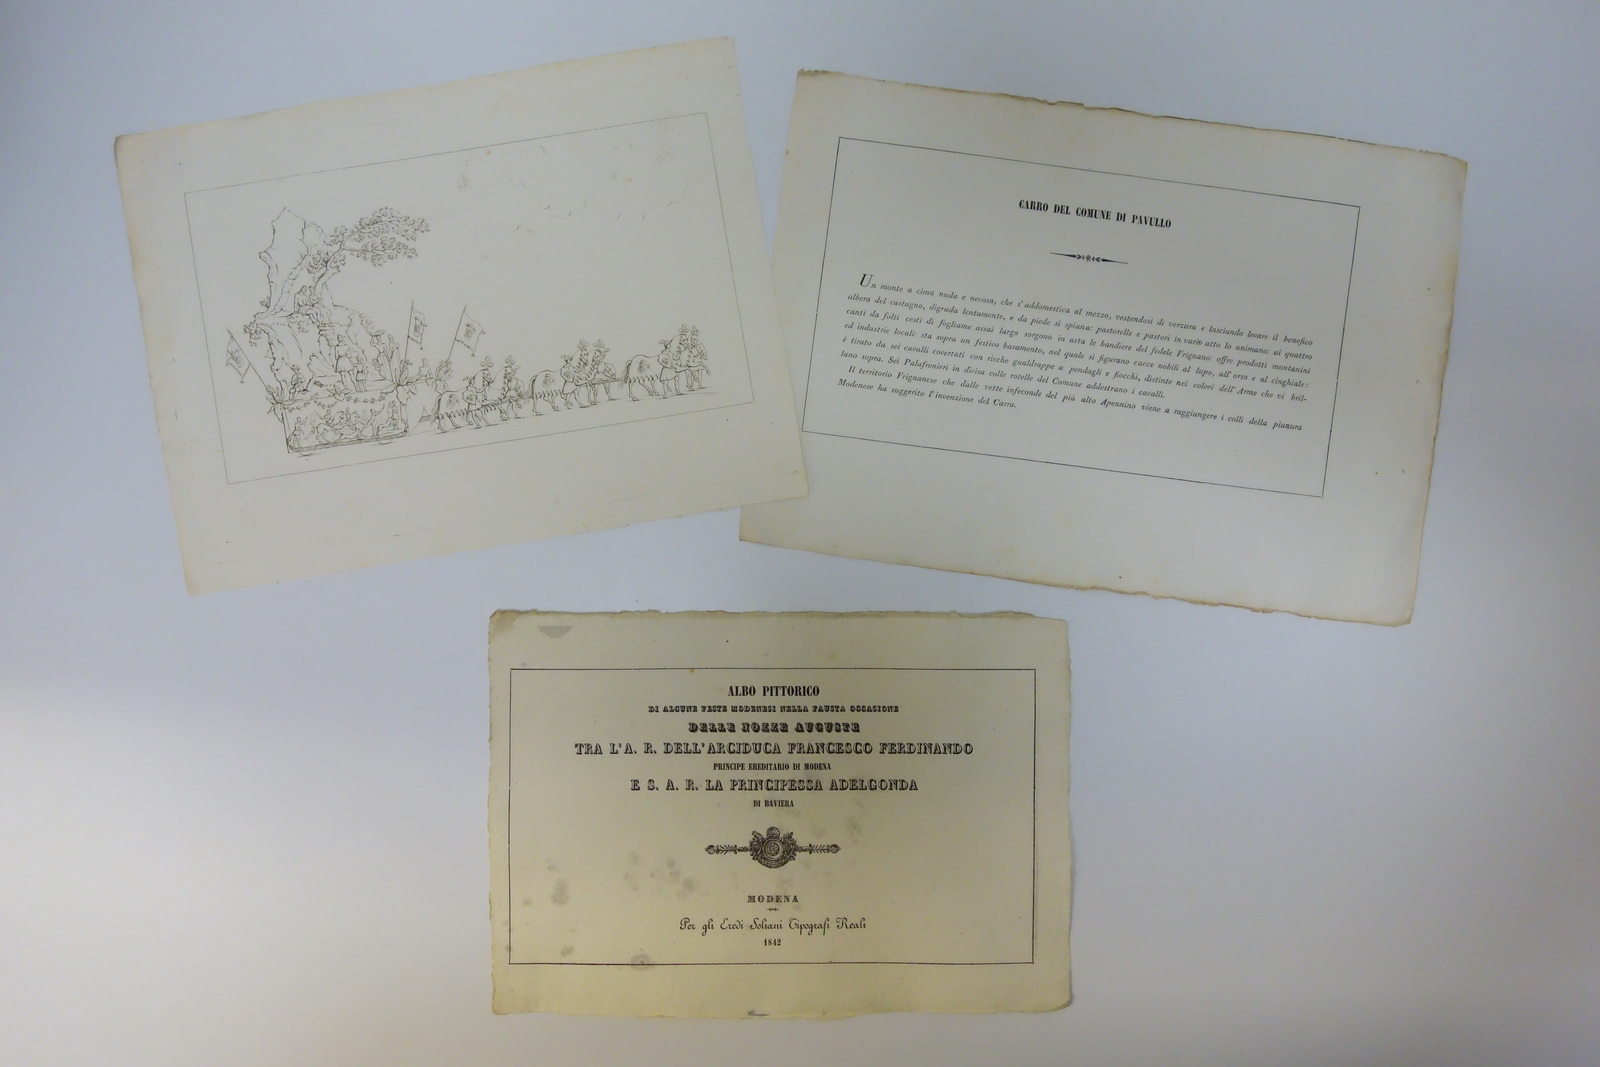 CARRO DEL COMUNE DI PAVULLO
Un monte a cima nuda e nevosa, che s'addomestica al mezzo, vestendosi di verzura e lasciando levare il benefico
albero del castagno, digrada lentamente, e da piede si spiana: pastorelle e pastori in vario atto lo animano: ai quattro
canti da folti cesti di fogliame assai largo sorgono in asta le bandiere del fedele Frignano: offre prodotti montanini
ed industrie locali: sta sopra un festivo basamento, nel quale si figurano cacce nobili al lupo, all'orso e al cinghiale:
è tirato da sei cavalli covertati con ricche gualdrappe a pendagli e fiocchi, distinte nei colori dell'Arme che vi bril-
lano sopra. Sei Palafrenieri in divisa colle rotelle del Comune addestrano i cavalli.
Il territorio Frignanese che dalle vette infeconde del più alto Apennino viene a raggiungere i colli della pianura
Modenese ha suggerito l'invenzione del Carro.
ALBO PITTORICO
DI ALCUNE FESTE MODENESI NELLA FAUSTA OCCASIONE
DELLE NOZZE AUGUSTE
TRA L'A. R. DELL'ARCIDUCA FRANCESCO FERDINANDO
PRINCIPE EREDITARIO DI MODENA
E S. A. R. LA PRINCIPESSA ADELGONDA
DI BAVIERA
MODENA
Per gli Eredi Soliani Tipografi Reali
1842